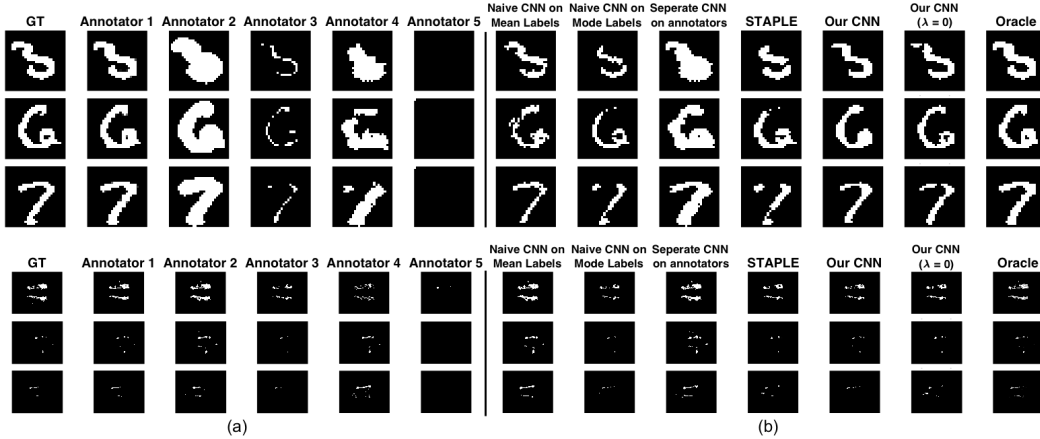 GT Annotator 1 Annotator 2 Annotator 3 Annotator 4 Annotator 5 Naive CNN on Mean Labels Naive CNN on Mode Labels Seperate CNN on annotators STAPLE Our CNN Our CNN (λ = 0) Oracle
GT Annotator 1 Annotator 2 Annotator 3 Annotator 4 Annotator 5 Naive CNN on Mean Labels Naive CNN on Mode Labels Seperate CNN on annotators STAPLE Our CNN Our CNN (λ = 0) Oracle
(a) (b)